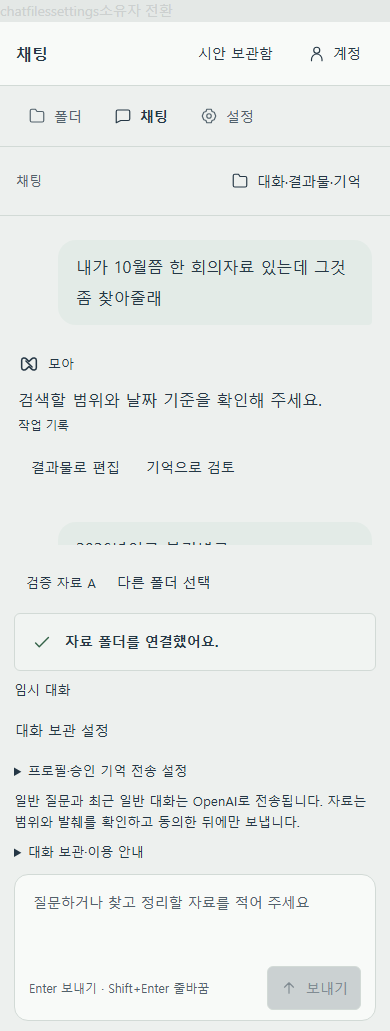 chatfilessettings소유자 전환
채팅 시안 보관함 계정
폴더 채팅 설정
채팅 대화·결과물·기억
내가 10월쯤 한 회의자료 있는데 그것
좀 찾아줄래
모아
검색할 범위와 날짜 기준을 확인해 주세요.
작업 기록
결과물로 편집 기억으로 검토
검증 자료 A 다른 폴더 선택
자료 폴더를 연결했어요.
임시 대화
대화 보관 설정
▶ 프로필·승인 기억 전송 설정
일반 질문과 최근 일반 대화는 OpenAI로 전송됩니다. 자료는
범위와 발췌를 확인하고 동의한 뒤에만 보냅니다.
▶ 대화 보관·이용 안내
질문하거나 찾고 정리할 자료를 적어 주세요
Enter 보내기 · Shift+Enter 줄바꿈 보내기